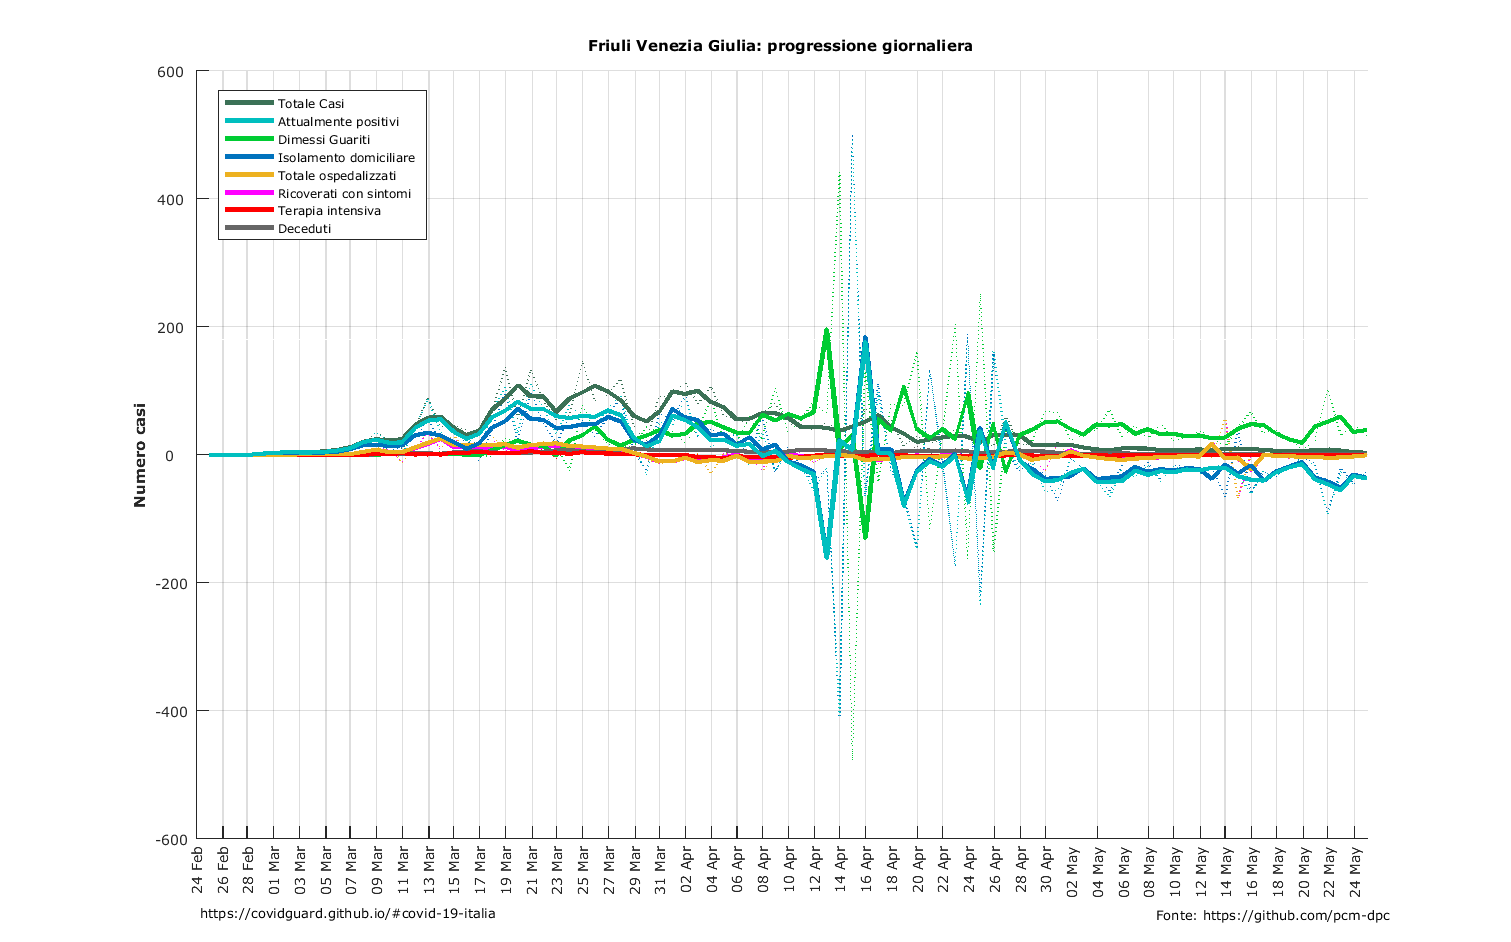 Friuli Venezia Giulia: progressione giornaliera
600
400
200
0
-200
-400
-600
Numero casi
Totale Casi
Attualmente positivi
Dimessi Guariti
Isolamento domiciliare
Totale ospedalizzati
Ricoverati con sintomi
Terapia intensiva
Deceduti
24 Feb
26 Feb
28 Feb
01 Mar
03 Mar
05 Mar
07 Mar
09 Mar
11 Mar
13 Mar
15 Mar
17 Mar
19 Mar
21 Mar
23 Mar
25 Mar
27 Mar
29 Mar
31 Mar
02 Apr
04 Apr
06 Apr
08 Apr
10 Apr
12 Apr
14 Apr
16 Apr
18 Apr
20 Apr
22 Apr
24 Apr
26 Apr
28 Apr
30 Apr
02 May
04 May
06 May
08 May
10 May
12 May
14 May
16 May
18 May
20 May
22 May
24 May
https://covidguard.github.io/#covid-19-italia
Fonte: https://github.com/pcm-dpc